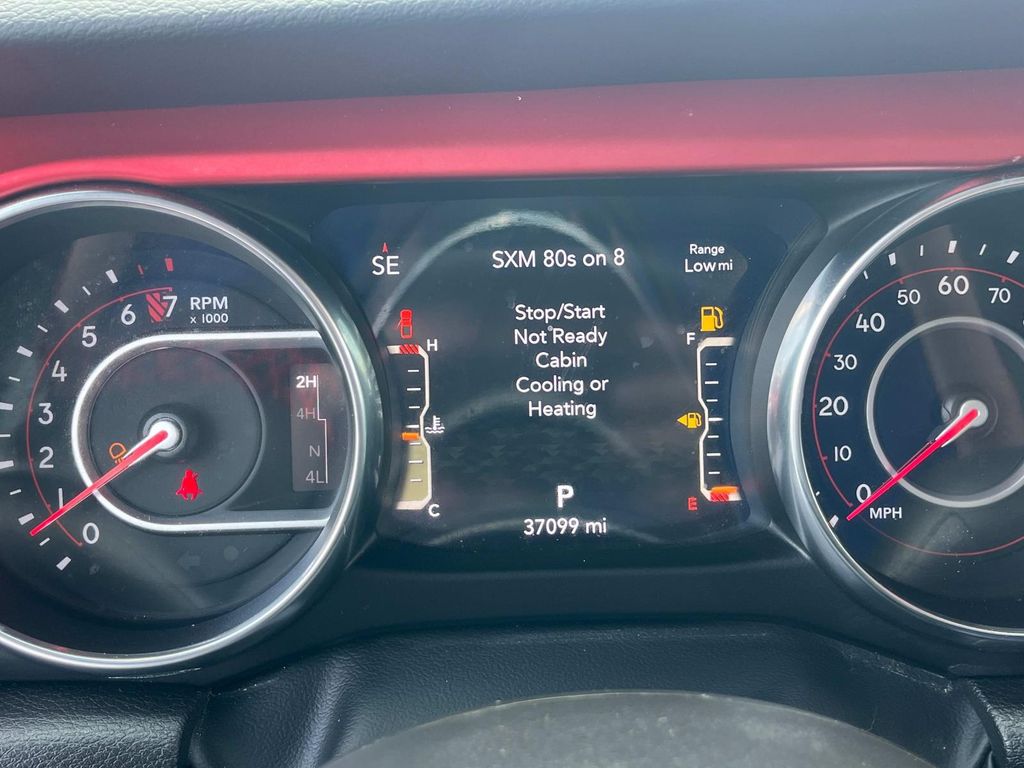 7
6
5
4
3
2
1
0
RPM
x 1000
2H
4H
N
4L
SE
SXM 80s on 8
Range
Low mi
H
C
Stop/Start
Not Ready
Cabin
Cooling or
Heating
P
37099 mi
F
E
0
10
20
30
40
50
60
70
MPH